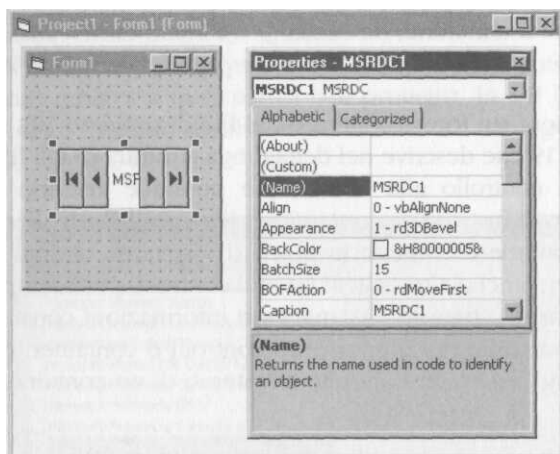 Project1 - Form1 (Form)
Form1
MSR
Properties - MSRDC1
MSRDC1 MSRDC
Alphabetic Categorized
(About)
(Custom)
(Name) MSRDC1
Align 0 - vbAlignNone
Appearance 1 - rd3DBevel
BackColor &H80000005&
BatchSize 15
BOFAction 0 - rdMoveFirst
Caption MSRDC1
(Name)
Returns the name used in code to identify
an object.